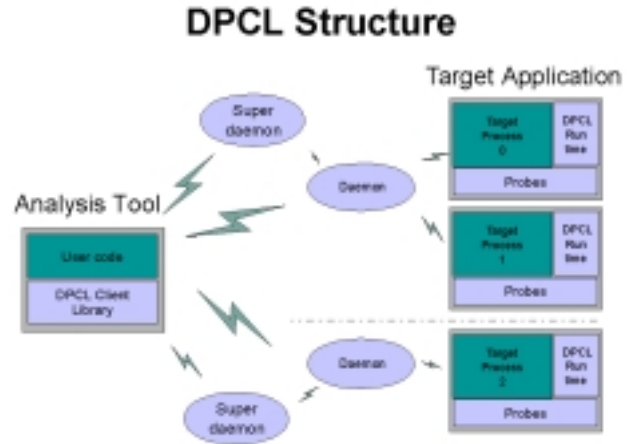 DPCL Structure
Target Application
Super
daemon
Target
Process
0
DPCL
Run
time
Probes
Daemon
Analysis Tool
User code
DPCL Client
Library
Target
Process
1
DPCL
Run
time
Probes
Daemon
Target
Process
2
DPCL
Run
time
Probes
Super
daemon